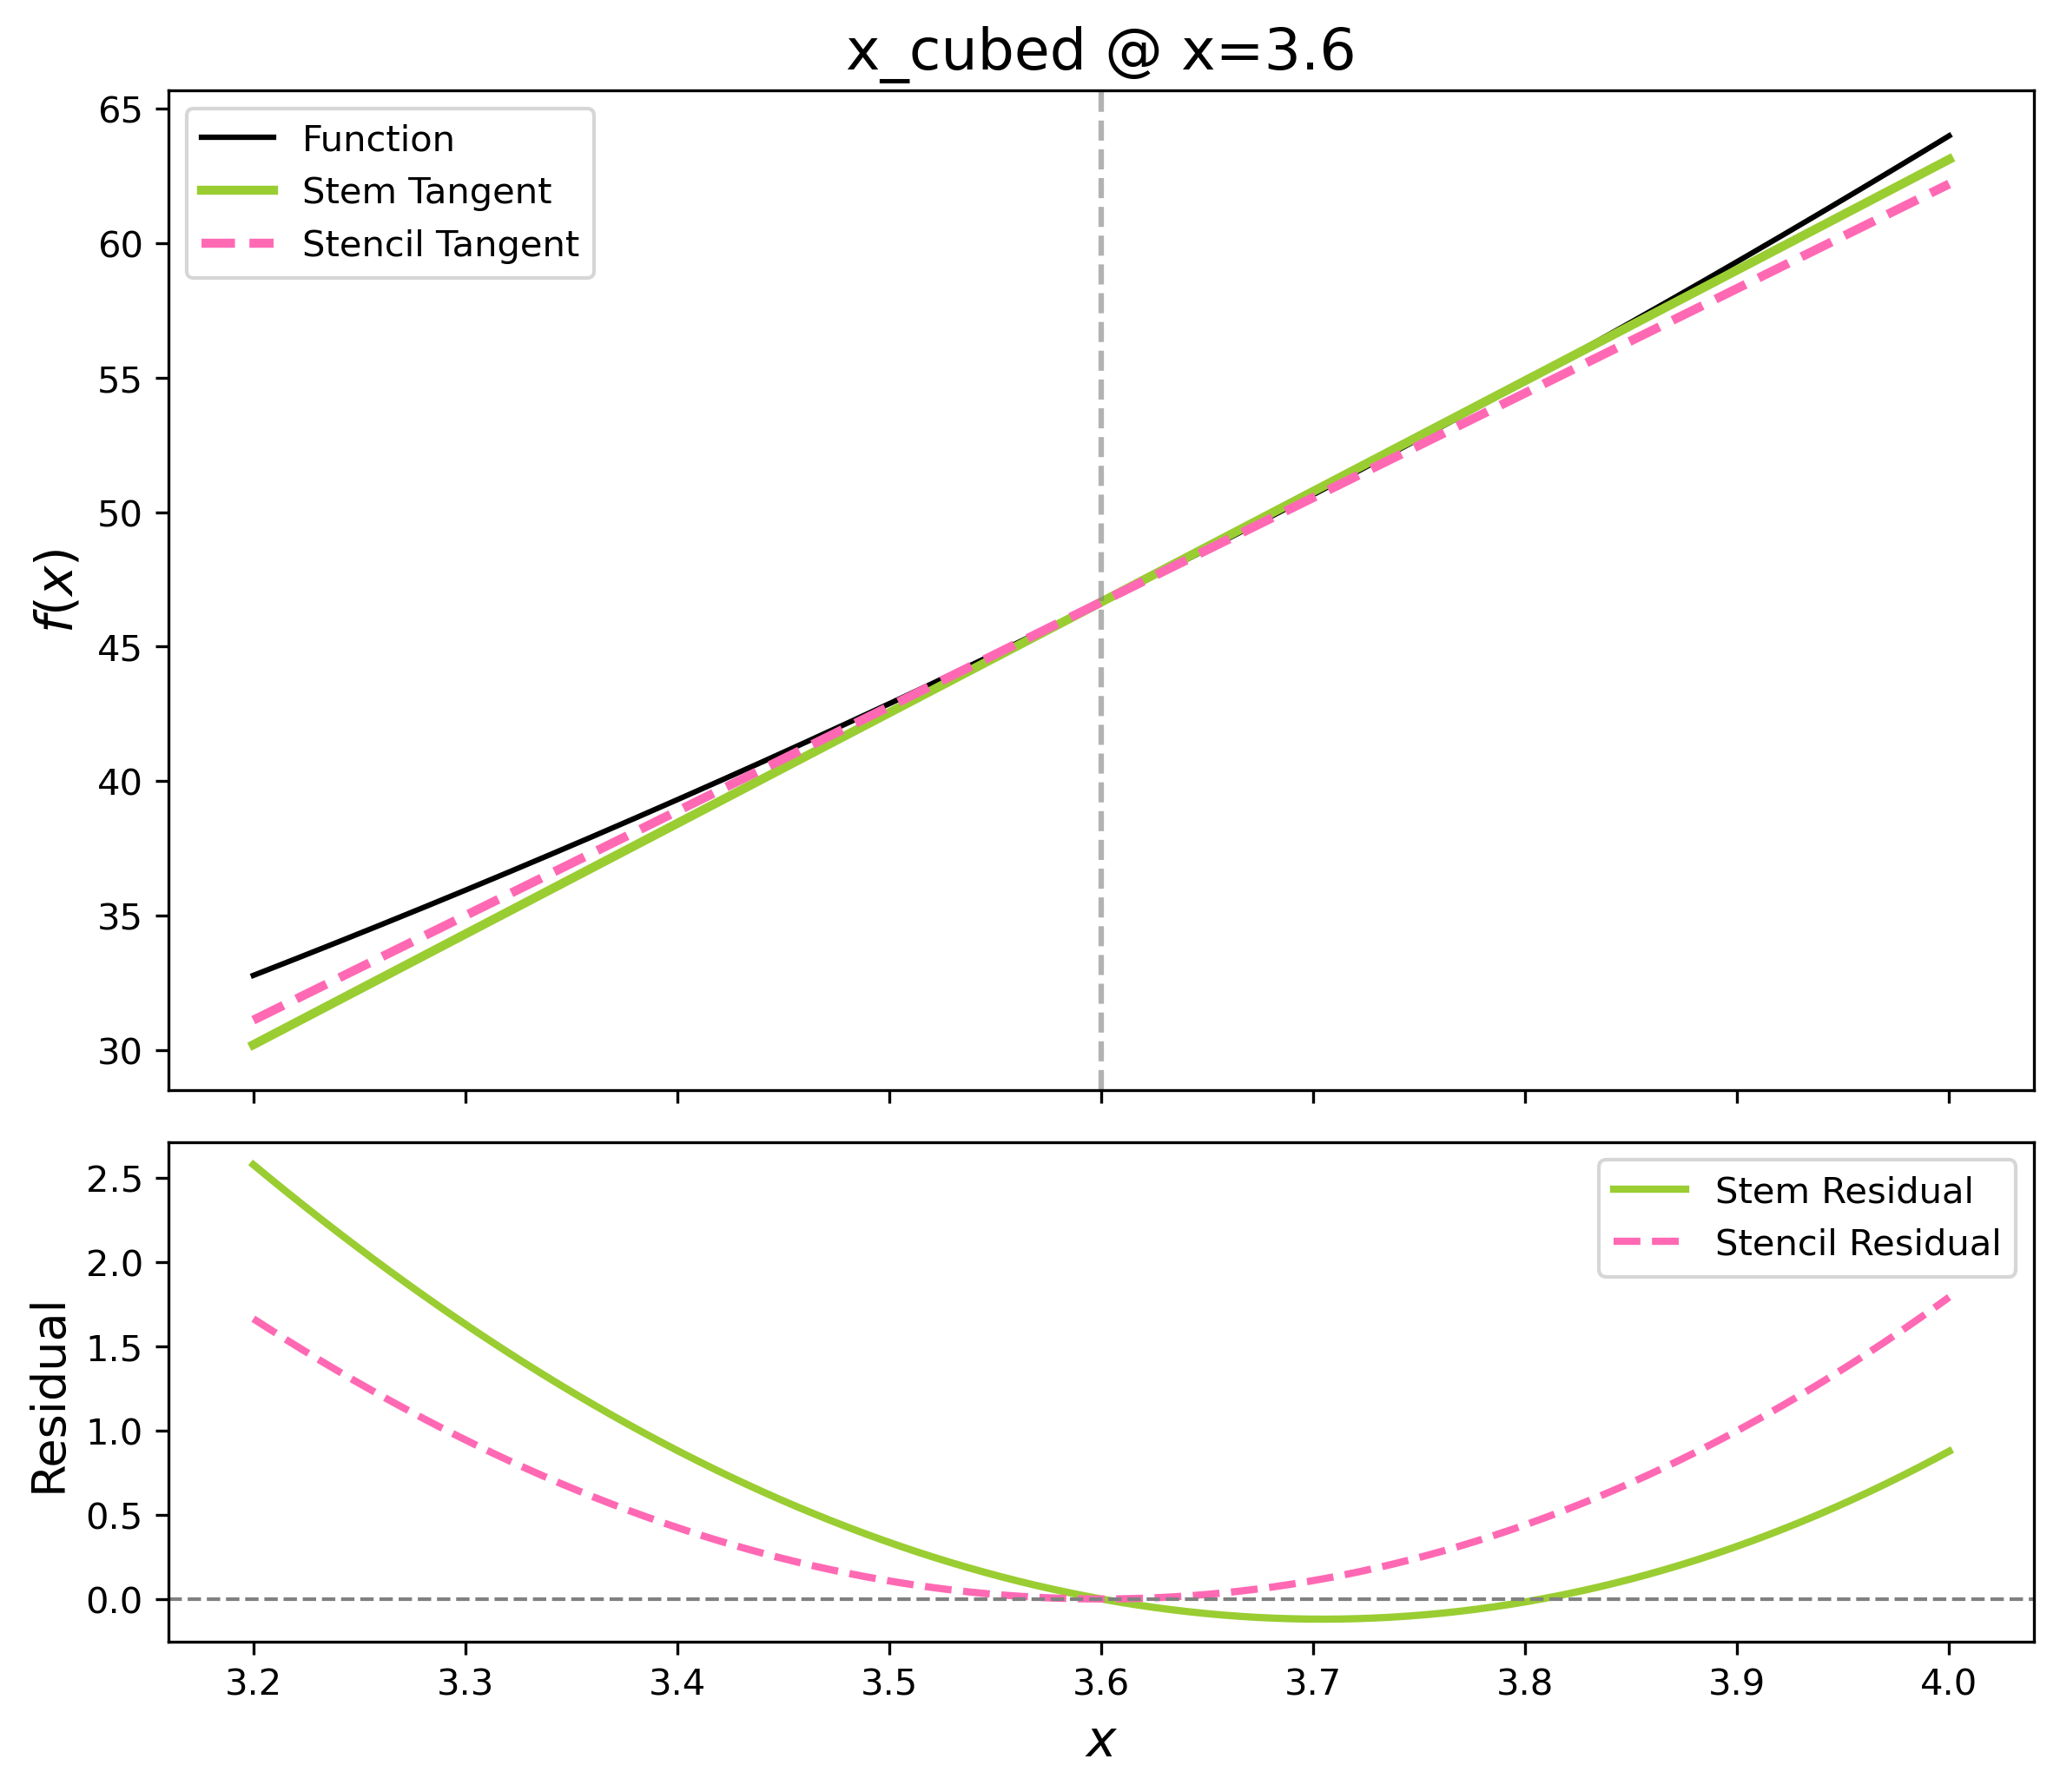 x_cubed @ x=3.6
65
60
55
50
45
40
35
30
f(x)
Function
Stem Tangent
Stencil Tangent
2.5
2.0
1.5
1.0
0.5
0.0
Residual
Stem Residual
Stencil Residual
3.2 3.3 3.4 3.5 3.6 3.7 3.8 3.9 4.0
x